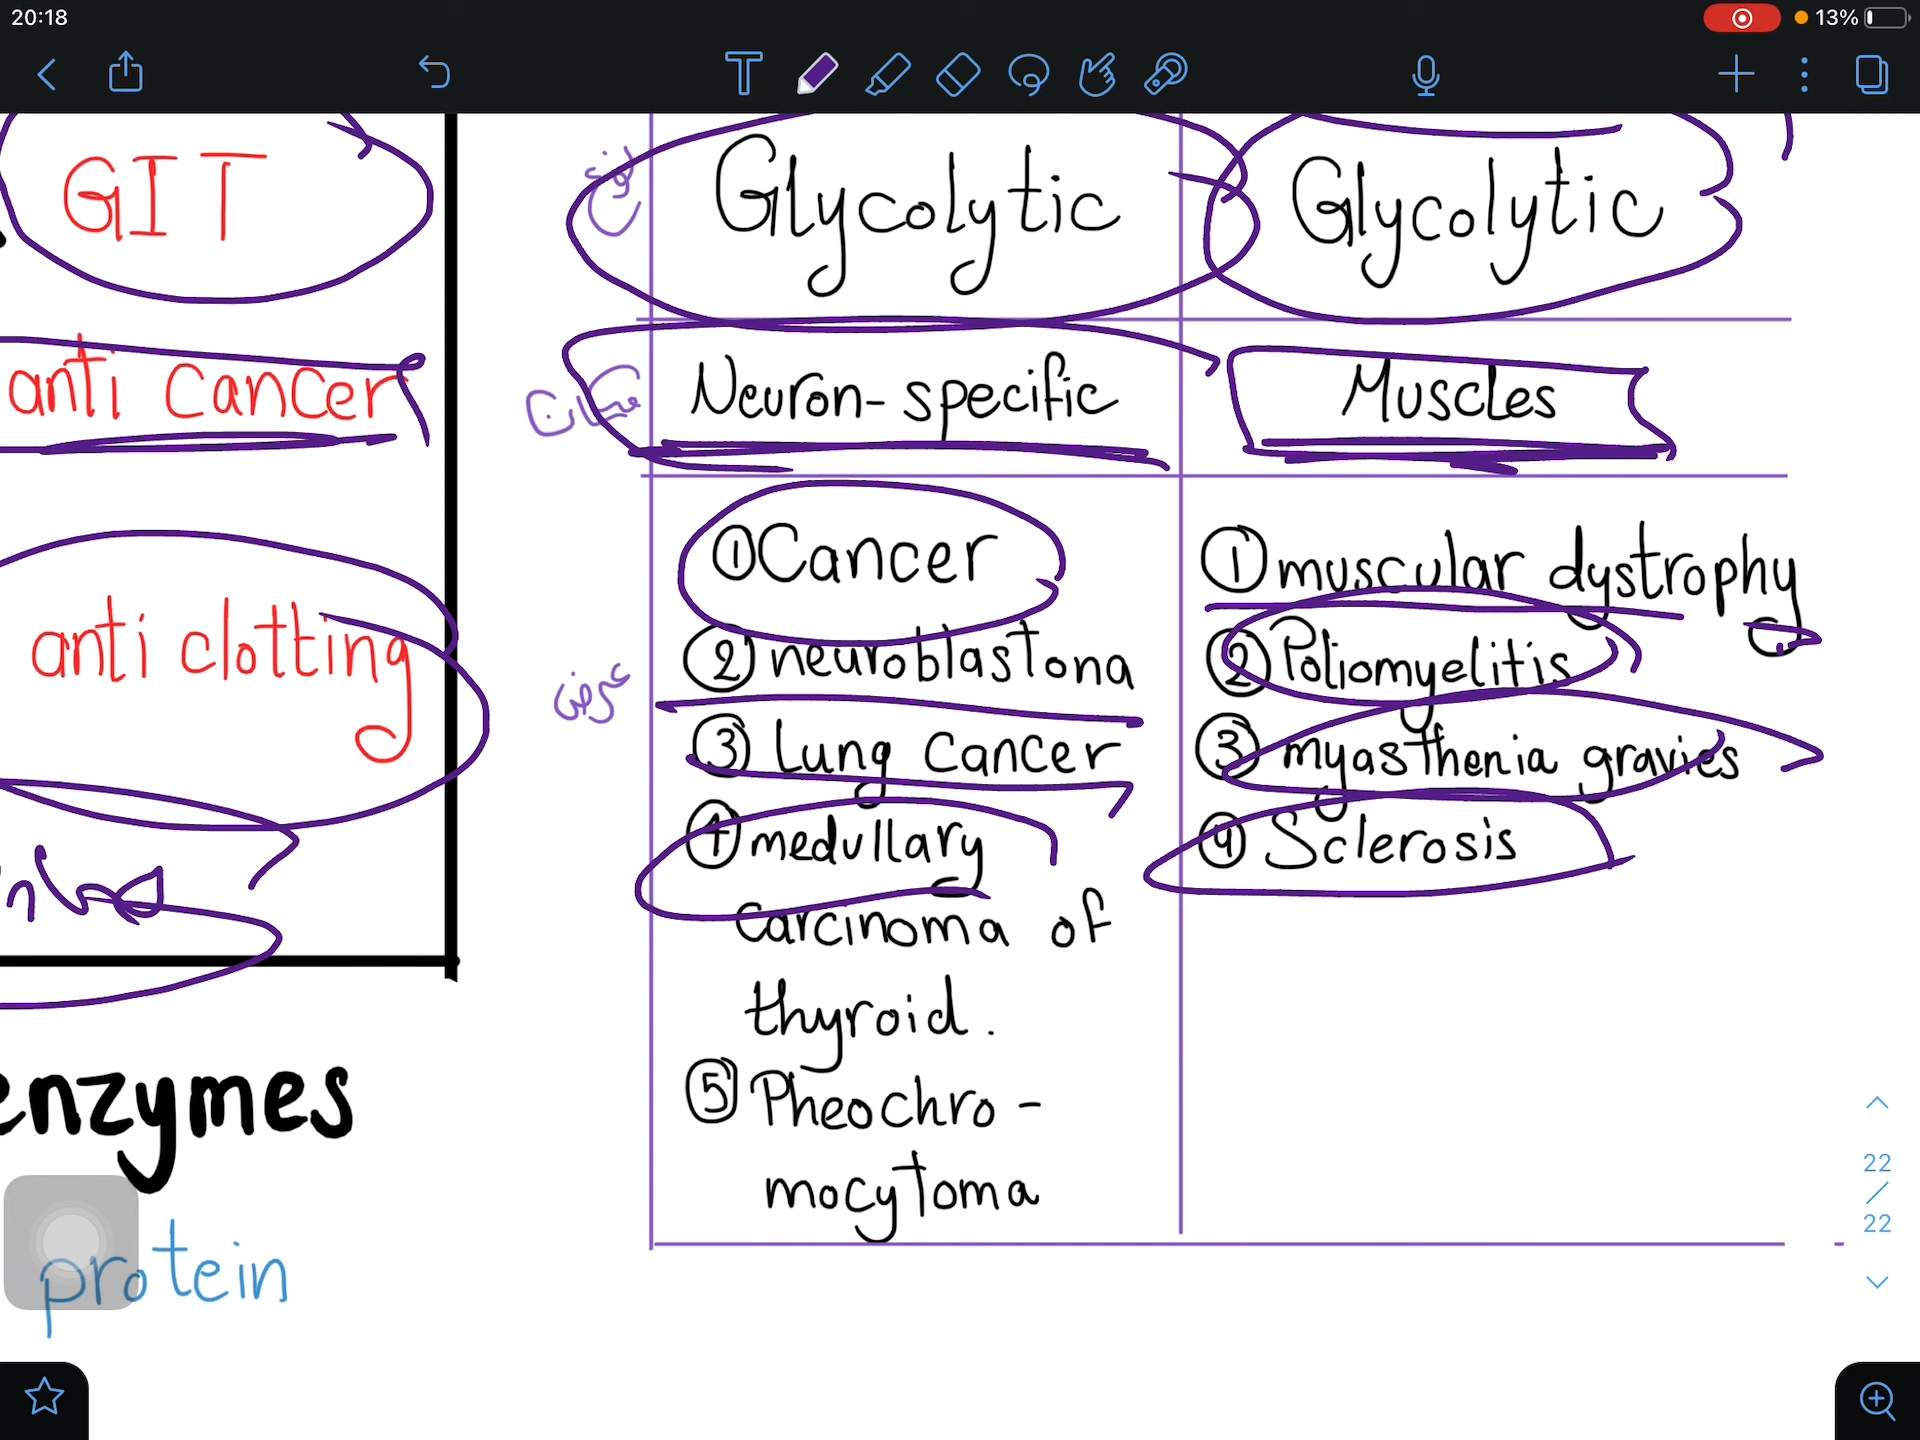 20:18
13%
GIT
anti cancer
anti clotting
enzymes
protein
Glycolytic
Glycolytic
Neuron-specific
Muscles
①Cancer
② neuroblastona
③ Lung Cancer
④ medullary
carcinoma of
thyroid.
⑤ Pheochro -
mocytoma
① muscular dystrophy
② Poliomyelitis
③ myasthenia gravies
④ Sclerosis
22
/
22